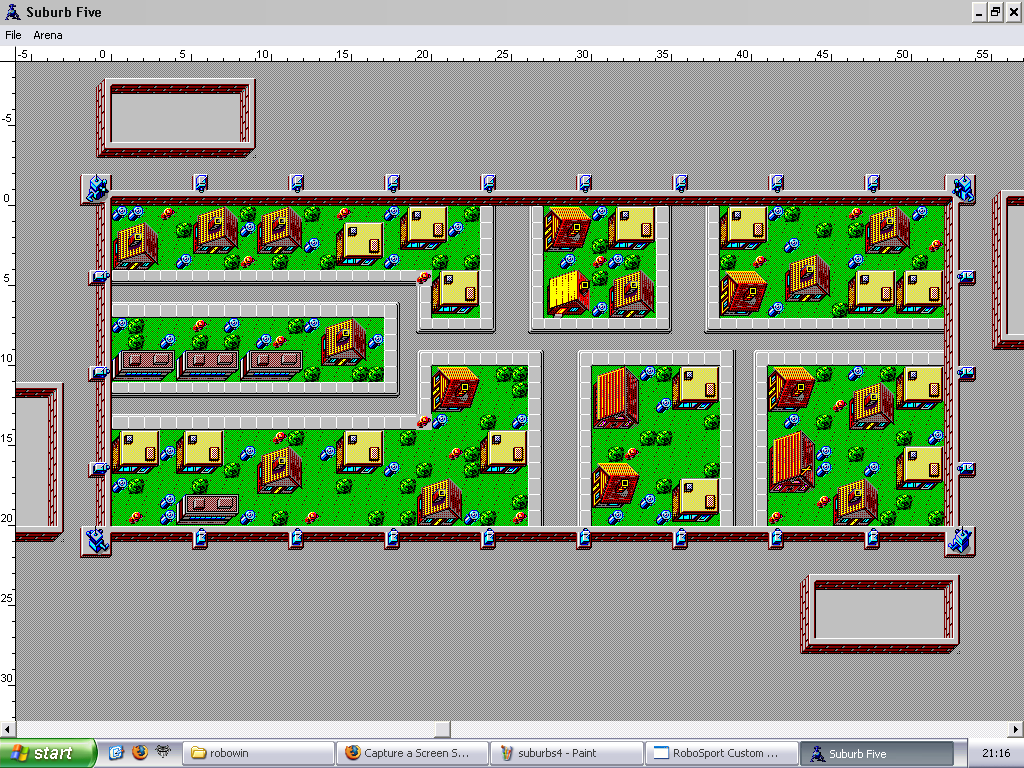 Suburb Five
File Arena
-5 0 5 10 15 20 25 30 35 40 45 50 55
-5
0
5
10
15
20
25
30
start robowin Capture a Screen S... suburbs4 - Paint RoboSport Custom ... Suburb Five 21:16